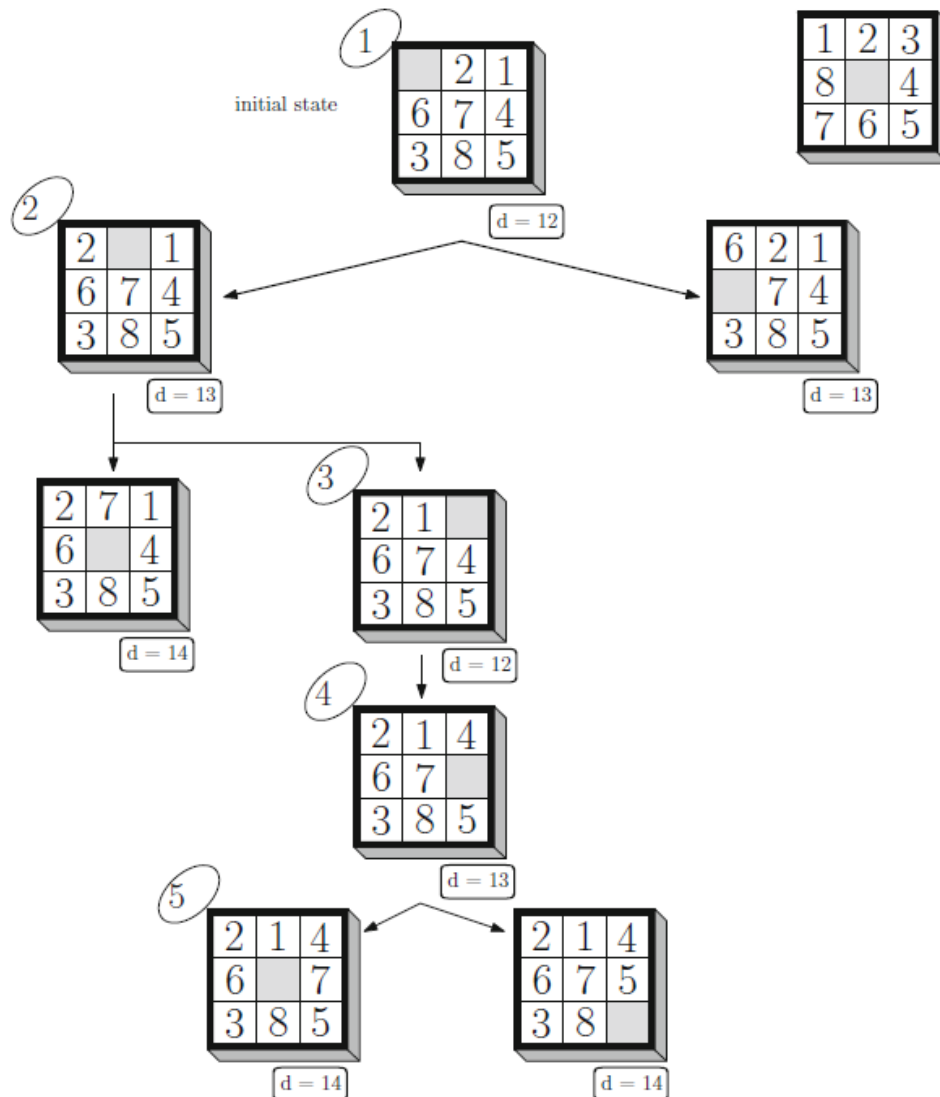 1
2 1
6 7 4
3 8 5
initial state
d = 12
1 2 3
8 4
7 6 5
2
2 1
6 7 4
3 8 5
d = 13
6 2 1
7 4
3 8 5
d = 13
2 7 1
6 4
3 8 5
d = 14
3
2 1
6 7 4
3 8 5
d = 12
4
2 1 4
6 7
3 8 5
d = 13
5
2 1 4
6 7
3 8 5
d = 14
2 1 4
6 7 5
3 8
d = 14